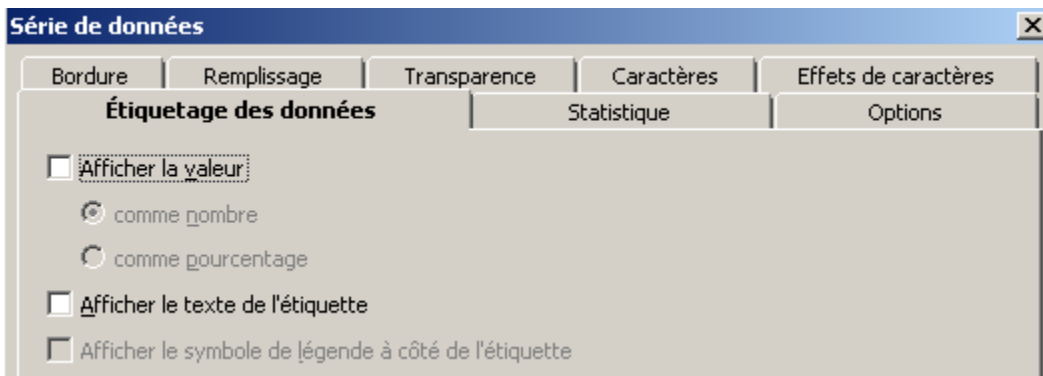 Série de données
Bordure Remplissage Transparence Caractères Effets de caractères
Étiquetage des données Statistique Options
Afficher la valeur
comme nombre
comme pourcentage
Afficher le texte de l'étiquette
Afficher le symbole de légende à côté de l'étiquette